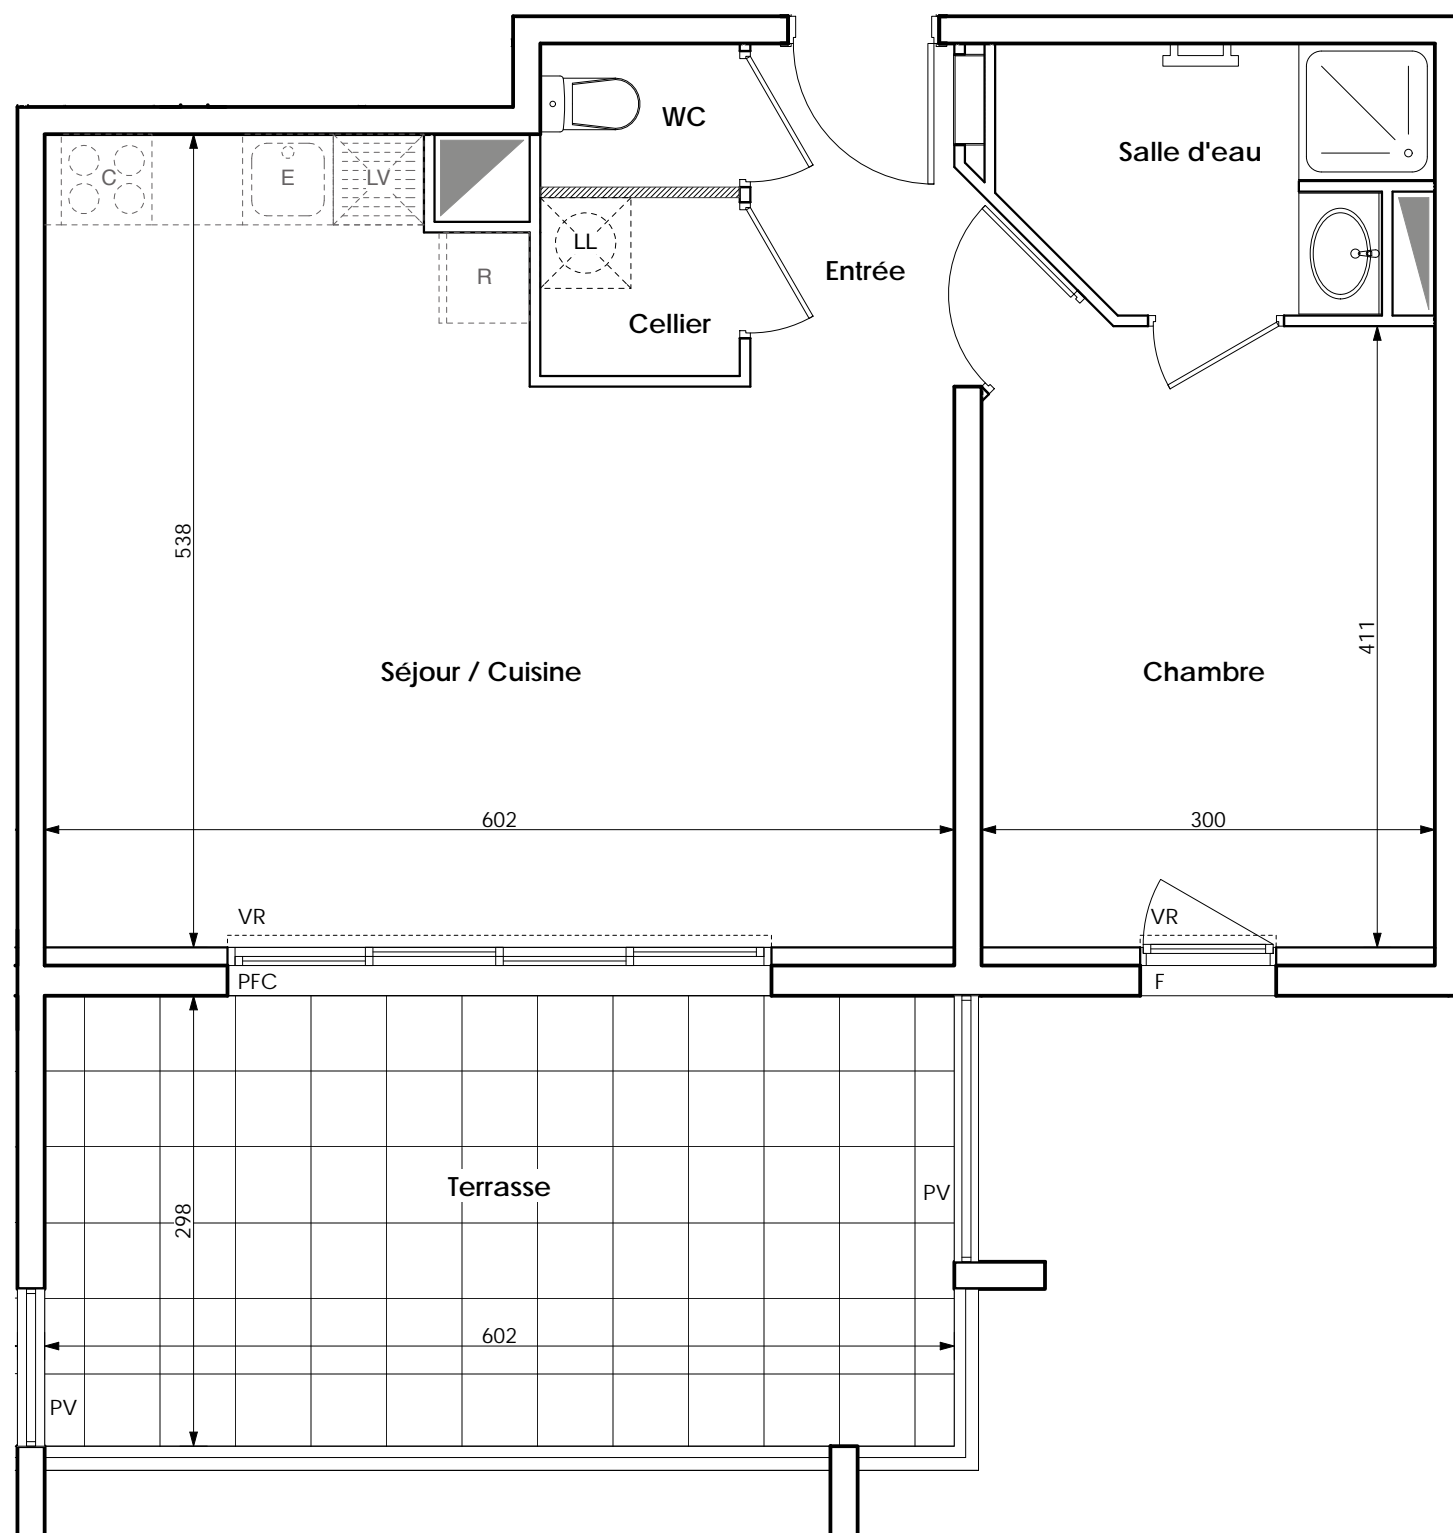 WC
Salle d'eau
C
E
LV
LL
R
Entrée
Cellier
538
411
Séjour / Cuisine
Chambre
602
300
VR
VR
PFC
F
Terrasse
PV
298
602
PV